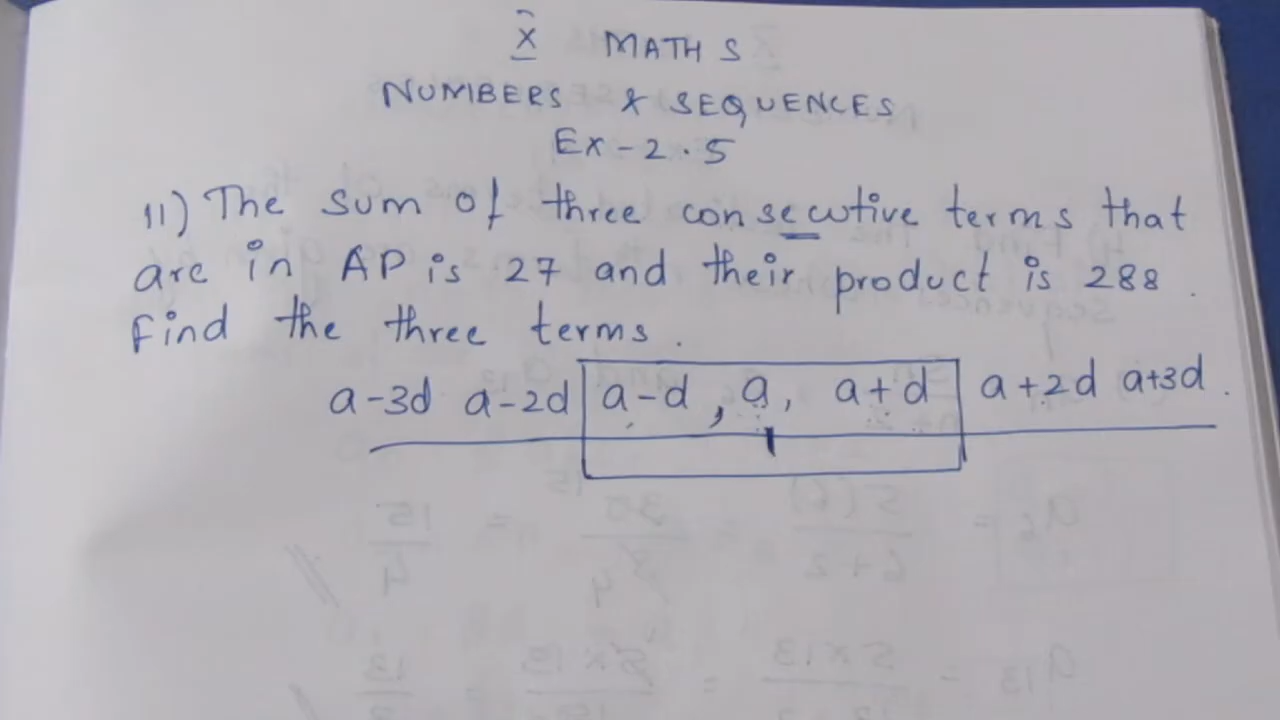 X MATHS
NUMBERS & SEQUENCES
Ex-2.5
11) The sum of three consecutive terms that
are in AP is 27 and their product is 288.
Find the three terms.
a-3d a-2d a-d, a, a+d a+2d a+3d.